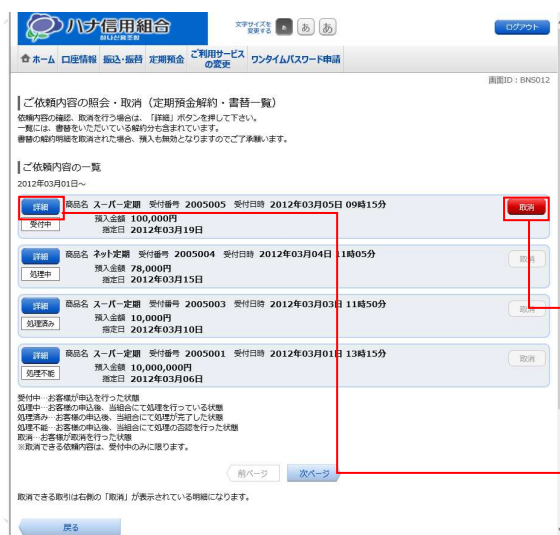 ハナ信用組合
하나신용조합
文字サイズを
変更する
あ あ あ
ログアウト
ホーム 口座情報 振込・振替 定期預金 ご利用サービスの変更 ワンタイムパスワード申請
画面ID：BNS012
ご依頼内容の照会・取消（定期預金解約・書替一覧）
依頼内容の確認、取消を行う場合は、「詳細」ボタンを押して下さい。
一覧には、書替をいただいている解約分も含まれています。
書替の解約明細を取消された場合、預入も無効となりますのでご了承願います。
ご依頼内容の一覧
2012年03月01日～
詳細 商品名 スーパー定期 受付番号 2005005 受付日時 2012年03月05日 09時15分 取消
受付中 預入金額 100,000円
指定日 2012年03月19日
詳細 商品名 ネット定期 受付番号 2005004 受付日時 2012年03月04日 11時05分 取消
処理中 預入金額 78,000円
指定日 2012年03月15日
詳細 商品名 スーパー定期 受付番号 2005003 受付日時 2012年03月03日 11時50分 取消
処理済み 預入金額 10,000円
指定日 2012年03月10日
詳細 商品名 スーパー定期 受付番号 2005001 受付日時 2012年03月01日 13時15分 取消
処理不能 預入金額 10,000,000円
指定日 2012年03月06日
受付中…お客様が申込を行った状態
処理中…お客様の申込後、当組合にて処理を行っている状態
処理済み…お客様の申込後、当組合にて処理が完了した状態
処理不能…お客様の申込後、当組合にて処理の否認を行った状態
取消…お客様が取消を行った状態
※取消できる依頼内容は、受付中のみに限ります。
前ページ 次ページ
取消できる取引は右側の「取消」が表示されている明細になります。
戻る